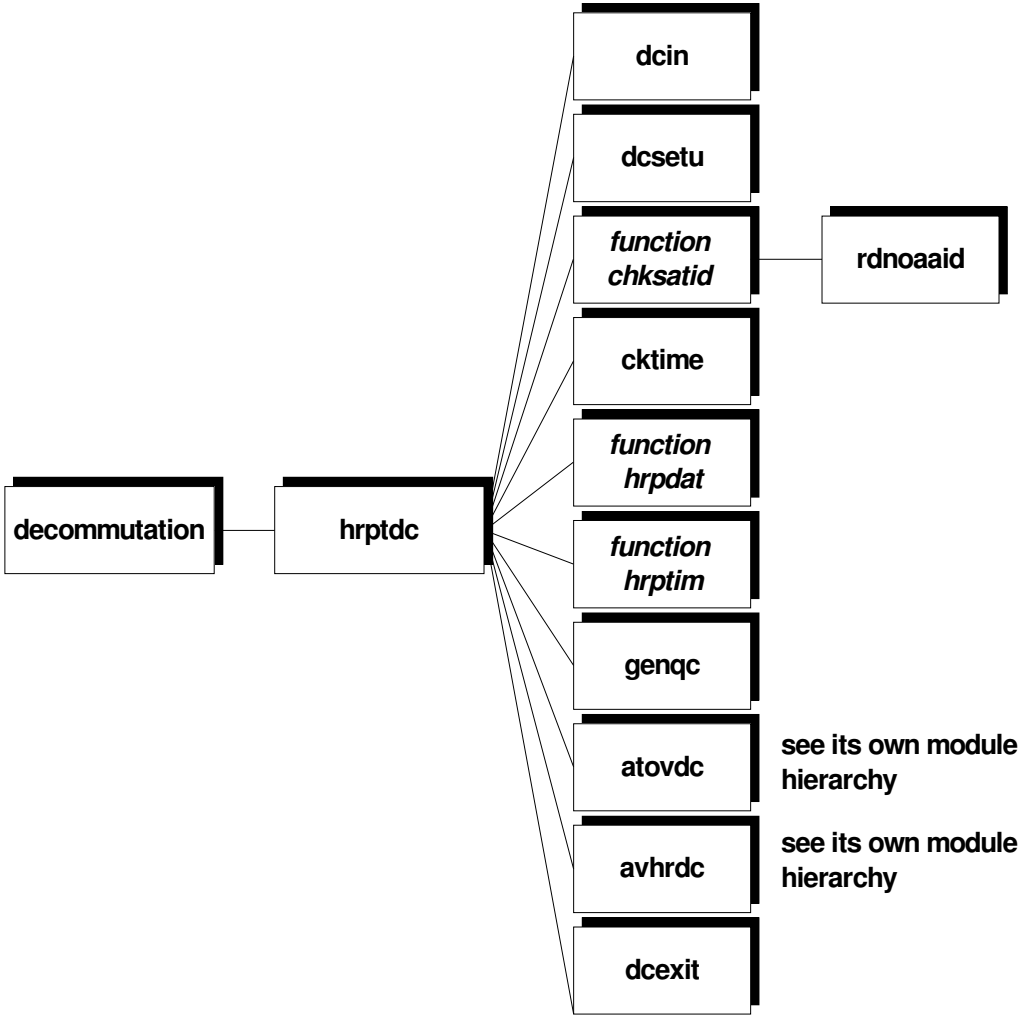 dcin
dcsetu
function
chksatid
rdnoaaid
cktime
function
hrpdat
decommutation
hrptdc
function
hrptim
genqc
atovdc
see its own module
hierarchy
avhrdc
see its own module
hierarchy
dcexit